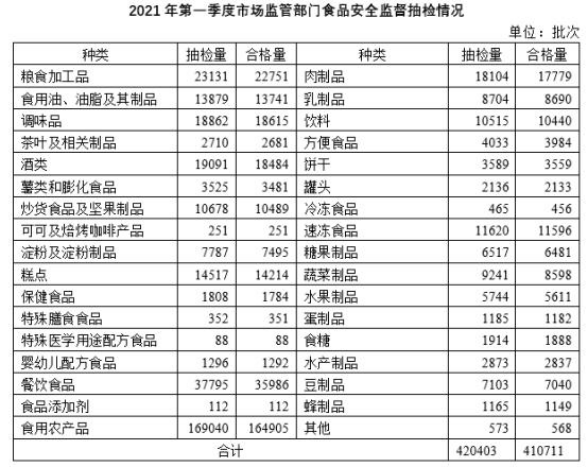 2021 年第一季度市场监管部门食品安全监督抽检情况
单位：批次
种类 抽检量 合格量 种类 抽检量 合格量
粮食加工品 23131 22751 肉制品 18104 17779
食用油、油脂及其制品 13879 13741 乳制品 8704 8690
调味品 18862 18615 饮料 10515 10440
茶叶及相关制品 2710 2681 方便食品 4033 3984
酒类 19091 18484 饼干 3589 3559
薯类和膨化食品 3525 3481 罐头 2136 2133
炒货食品及坚果制品 10678 10489 冷冻食品 465 456
可可及焙烤咖啡产品 251 251 速冻食品 11620 11596
淀粉及淀粉制品 7787 7495 糖果制品 6517 6481
糕点 14517 14214 蔬菜制品 9241 8598
保健食品 1808 1784 水果制品 5744 5611
特殊膳食食品 352 351 蛋制品 1185 1182
特殊医学用途配方食品 88 88 食糖 1914 1888
婴幼儿配方食品 1296 1292 水产制品 2873 2837
餐饮食品 37795 35986 豆制品 7103 7040
食品添加剂 112 112 蜂制品 1165 1149
食用农产品 169040 164905 其他 573 568
合计 420403 410711